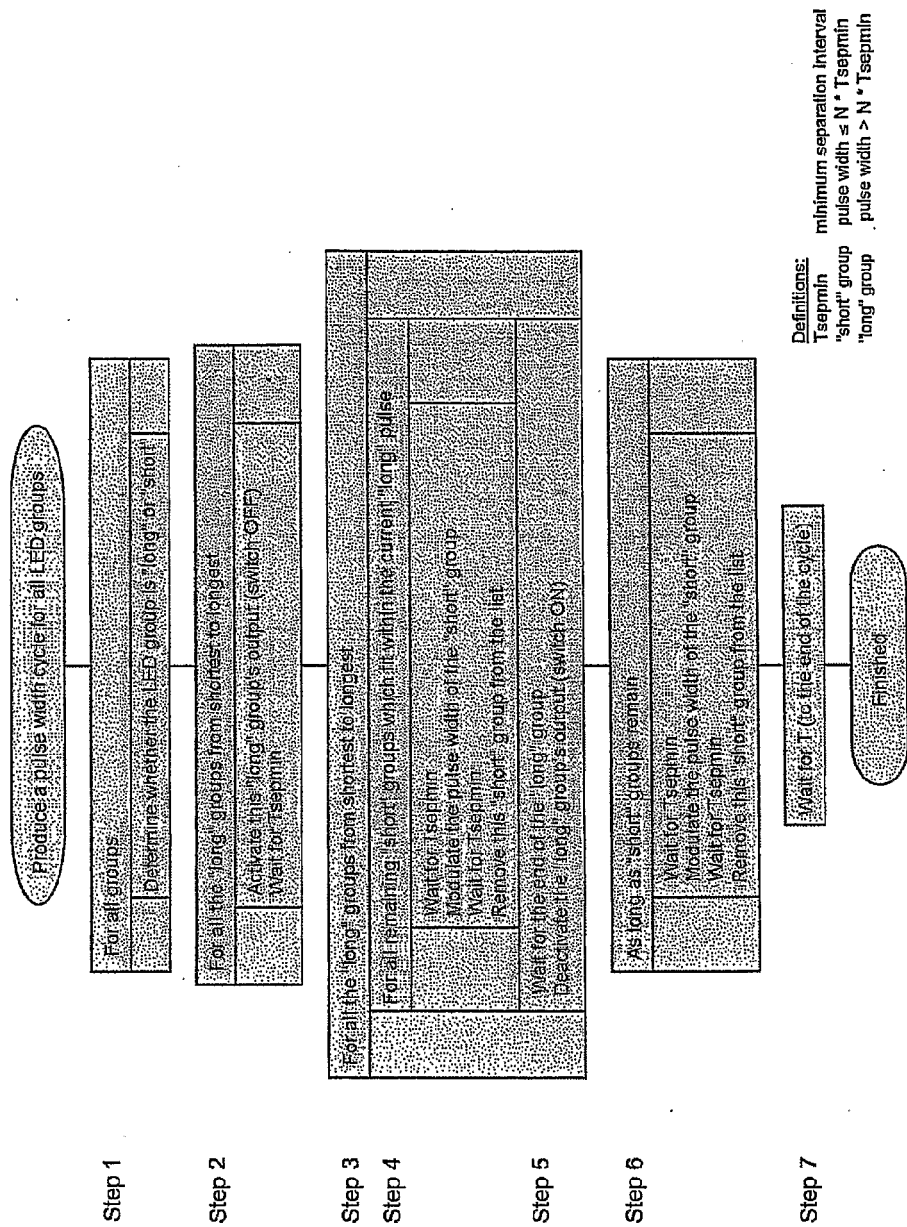 Produce a pulse width cycle for all LED groups
Step 1
For all groups
Determine whether the LED group is "long" or "short"
Step 2
For all the "long" groups from shortest to longest
Activate this "long" group's output (switch OFF)
Wait for Tsepmin
Step 3
For all the "long" groups from shortest to longest
Step 4
For all remaining "short" groups which fit within the current "long" pulse
Wait for Tsepmin
Modulate the pulse width of the "short" group
Wait for Tsepmin
Remove this "short" group from the list
Step 5
Wait for the end of the "long" group
Deactivate the "long" group's output (switch ON)
Step 6
As long as "short" groups remain
Wait for Tsepmin
Modulate the pulse width of the "short" group
Wait for Tsepmin
Remove this "short" group from the list
Step 7
Wait for T (to the end of the cycle)
Finished
Definitions:
Tsepmin minimum separation interval
"short" group pulse width ≤ N * Tsepmin
"long" group pulse width > N * Tsepmin